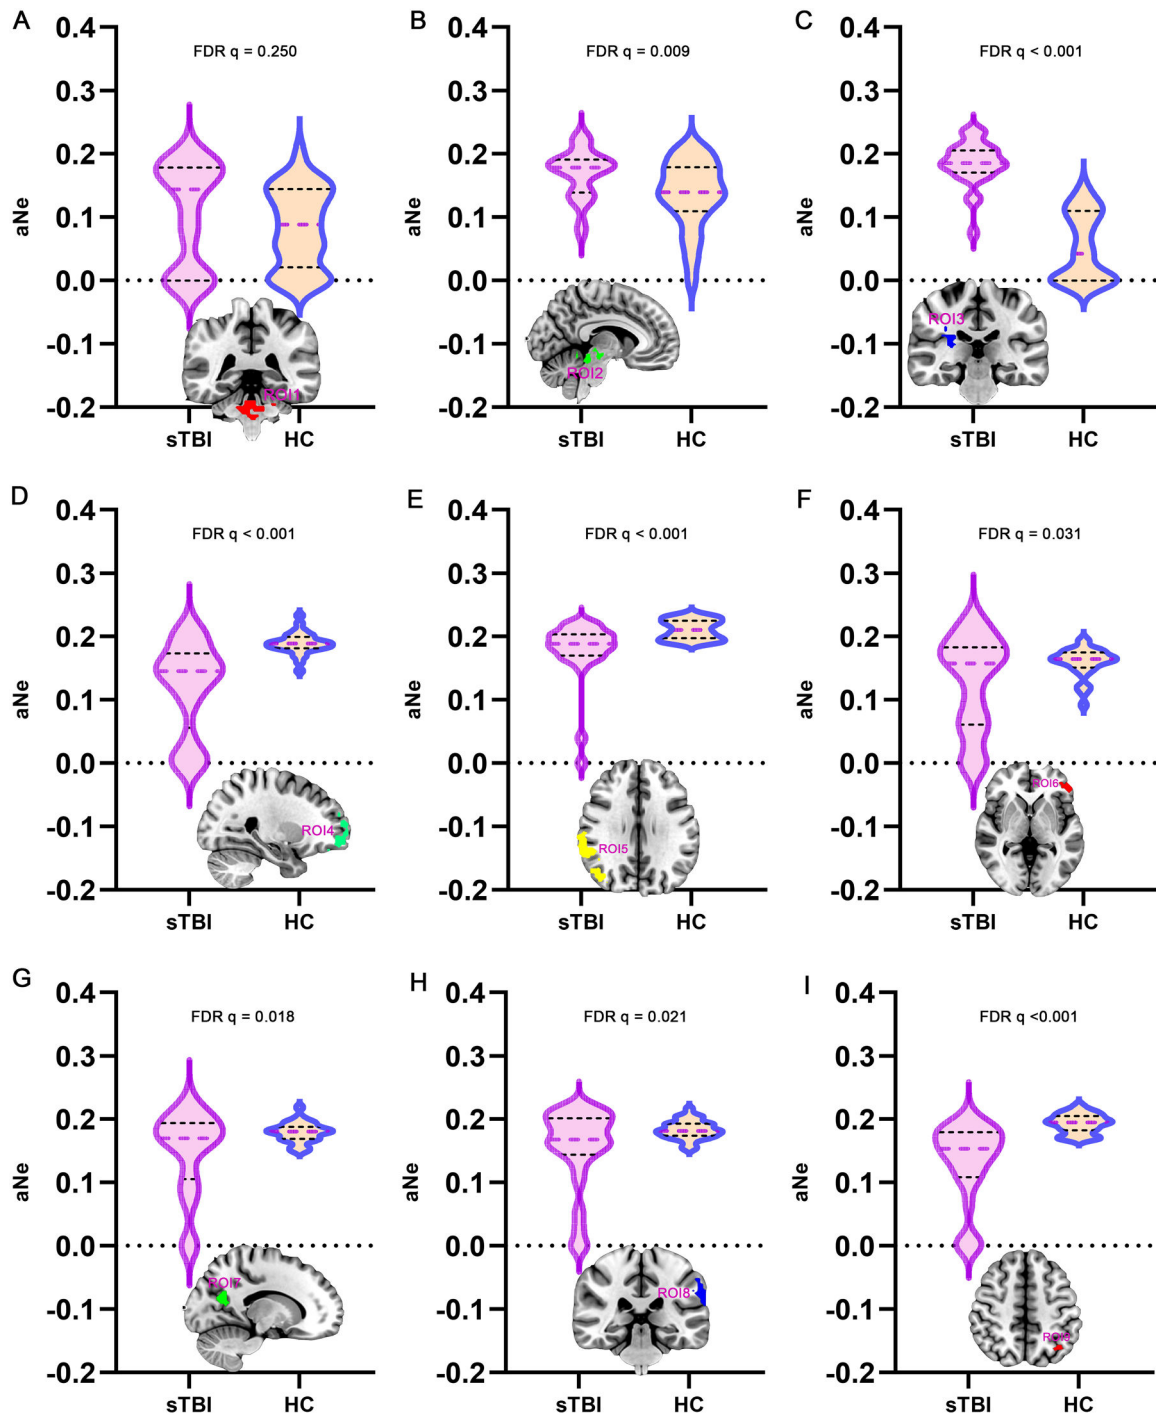 A
FDR q = 0.250
0.4
0.3
0.2
0.1
0.0
-0.1
-0.2
aNe
ROI1
sTBI
HC
B
FDR q = 0.009
0.4
0.3
0.2
0.1
0.0
-0.1
-0.2
aNe
ROI2
sTBI
HC
C
FDR q < 0.001
0.4
0.3
0.2
0.1
0.0
-0.1
-0.2
aNe
ROI3
sTBI
HC
D
FDR q < 0.001
0.4
0.3
0.2
0.1
0.0
-0.1
-0.2
aNe
ROI4
sTBI
HC
E
FDR q < 0.001
0.4
0.3
0.2
0.1
0.0
-0.1
-0.2
aNe
ROI5
sTBI
HC
F
FDR q = 0.031
0.4
0.3
0.2
0.1
0.0
-0.1
-0.2
aNe
ROI6
sTBI
HC
G
FDR q = 0.018
0.4
0.3
0.2
0.1
0.0
-0.1
-0.2
aNe
ROI7
sTBI
HC
H
FDR q = 0.021
0.4
0.3
0.2
0.1
0.0
-0.1
-0.2
aNe
ROI8
sTBI
HC
I
FDR q <0.001
0.4
0.3
0.2
0.1
0.0
-0.1
-0.2
aNe
ROI9
sTBI
HC